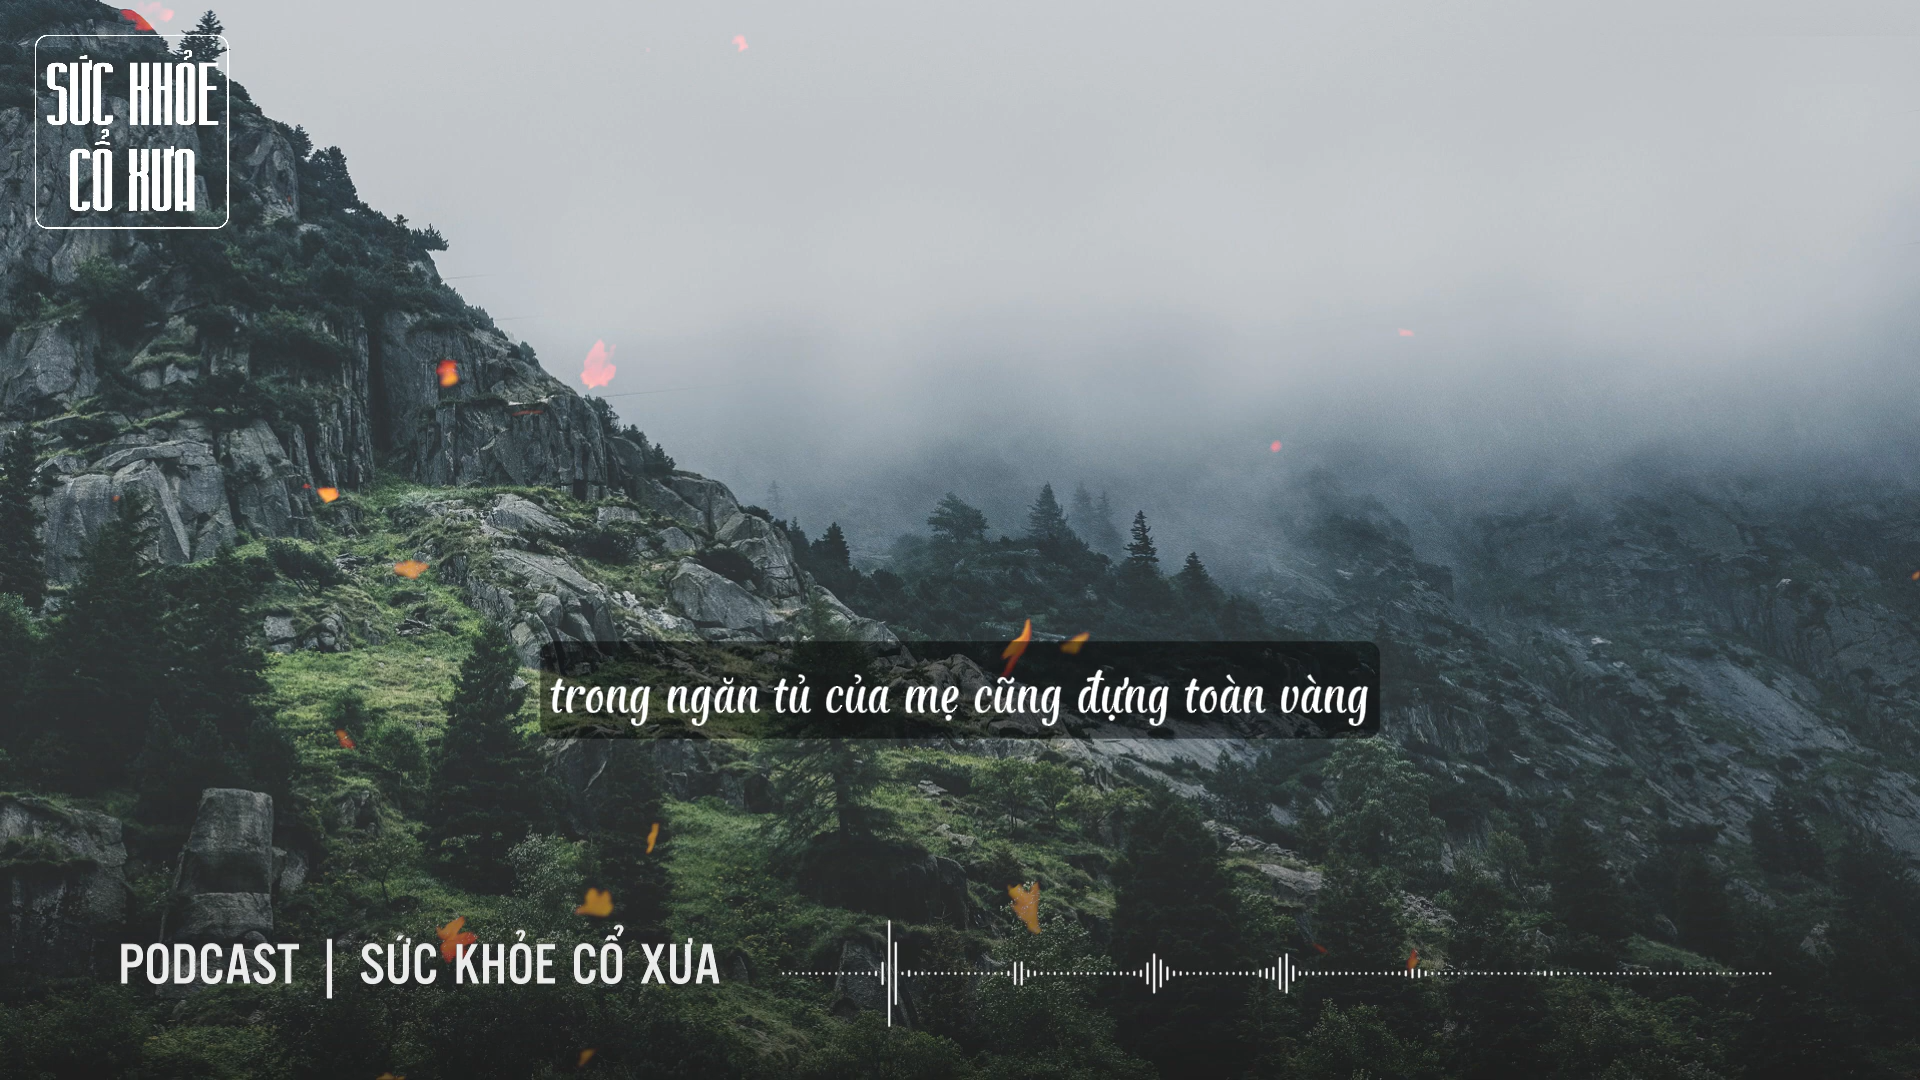 SỨC KHỎE
CỔ XƯA
trong ngăn tủ của mẹ cũng đựng toàn vàng
PODCAST | SỨC KHỎE CỔ XƯA